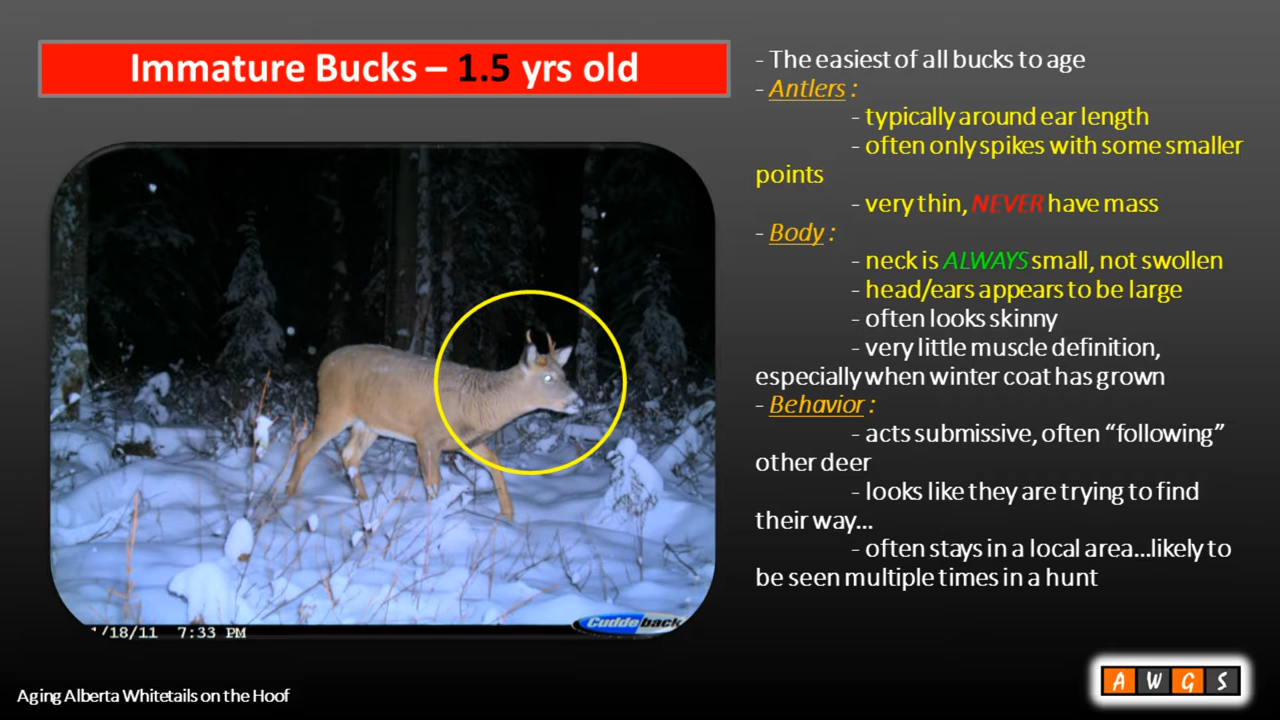 Immature Bucks – 1.5 yrs old
- The easiest of all bucks to age
- Antlers :
- typically around ear length
- often only spikes with some smaller
points
- very thin, NEVER have mass
- Body :
- neck is ALWAYS small, not swollen
- head/ears appears to be large
- often looks skinny
- very little muscle definition,
especially when winter coat has grown
- Behavior :
- acts submissive, often “following”
other deer
- looks like they are trying to find
their way...
- often stays in a local area...likely to
be seen multiple times in a hunt
/18/11 7:33 PM
Cuddeback
Aging Alberta Whitetails on the Hoof
A W G S